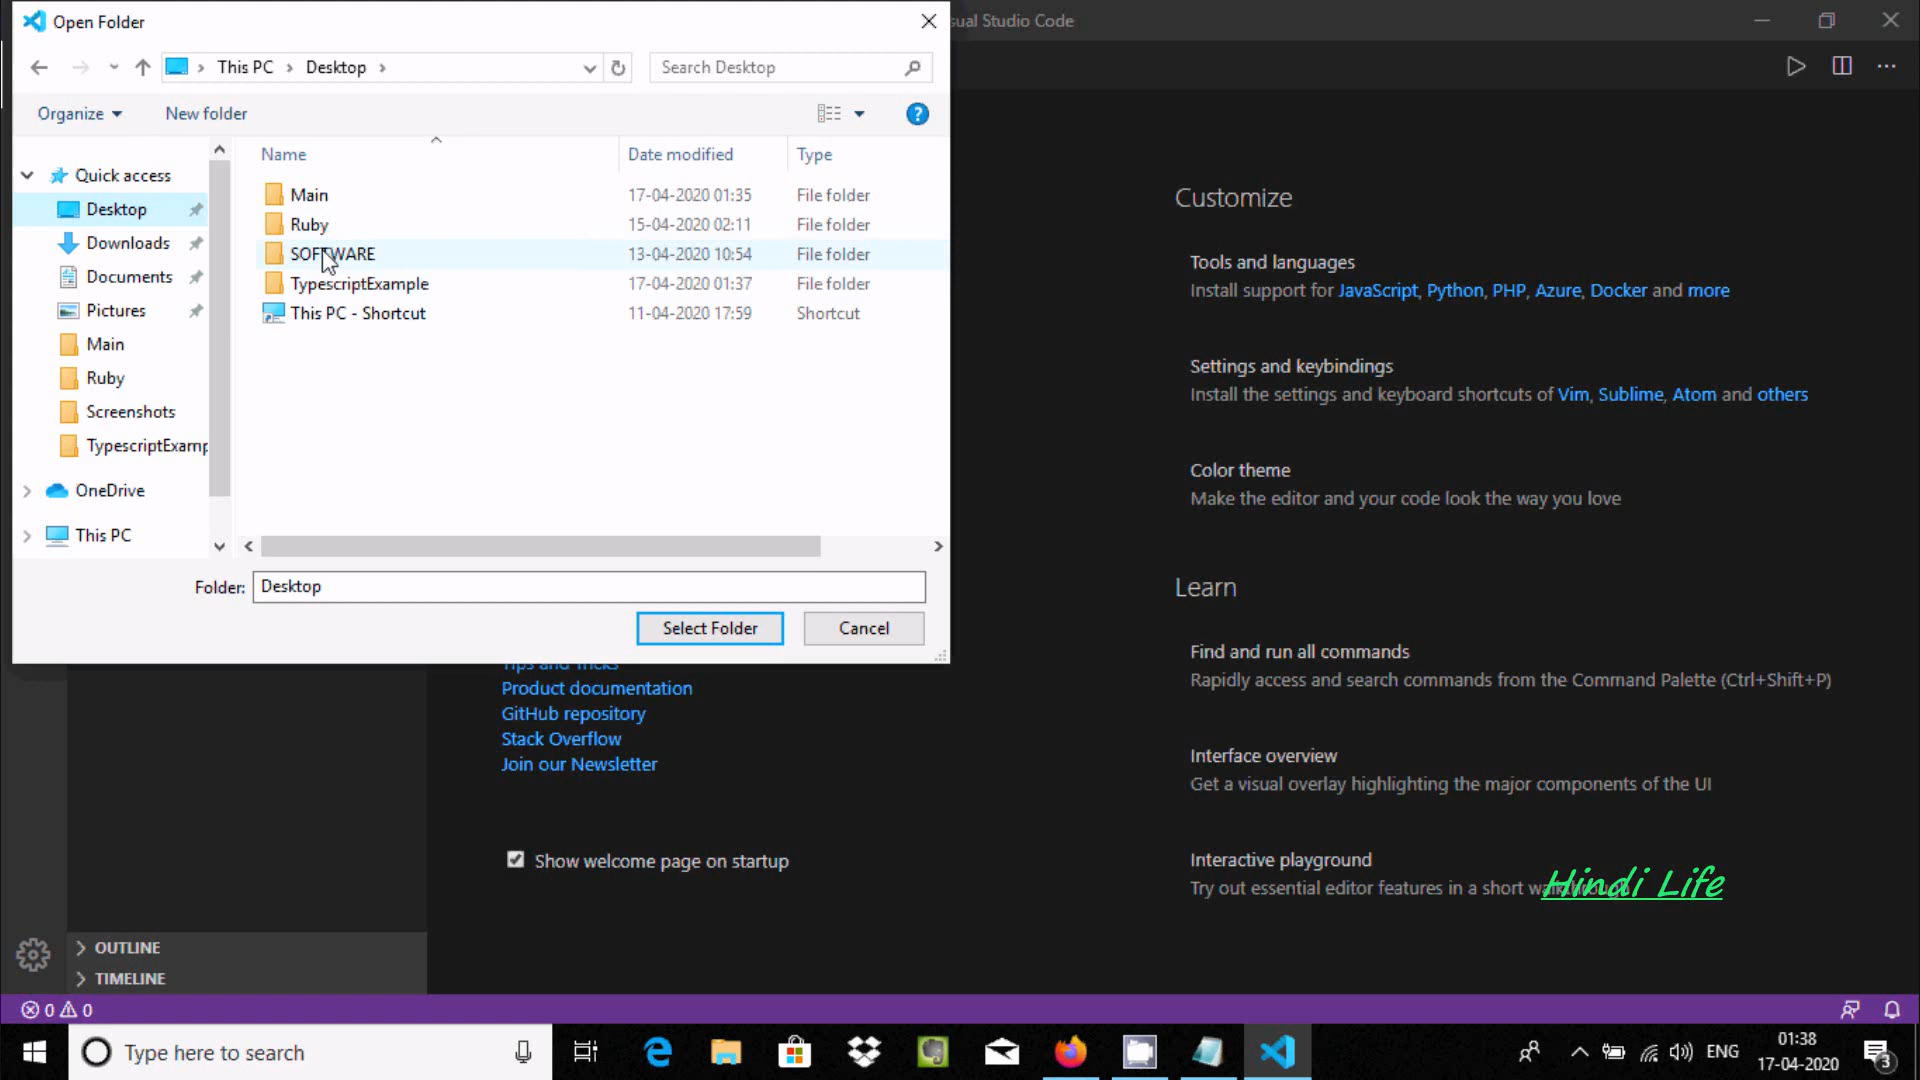 Open Folder
sual Studio Code
This PC
Desktop
Search Desktop
Organize
New folder
?
Name
Date modified
Type
Quick access
Desktop
Downloads
Documents
Pictures
Main
Ruby
Screenshots
TypescriptExamp
OneDrive
This PC
Main 17-04-2020 01:35 File folder
Ruby 15-04-2020 02:11 File folder
SOFTWARE 13-04-2020 10:54 File folder
TypescriptExample 17-04-2020 01:37 File folder
This PC - Shortcut 11-04-2020 17:59 Shortcut
Folder: Desktop
Select Folder
Cancel
Tips and Tricks
Product documentation
GitHub repository
Stack Overflow
Join our Newsletter
Show welcome page on startup
Customize
Tools and languages
Install support for JavaScript, Python, PHP, Azure, Docker and more
Settings and keybindings
Install the settings and keyboard shortcuts of Vim, Sublime, Atom and others
Color theme
Make the editor and your code look the way you love
Learn
Find and run all commands
Rapidly access and search commands from the Command Palette (Ctrl+Shift+P)
Interface overview
Get a visual overlay highlighting the major components of the UI
Interactive playground
Try out essential editor features in a short
Hindi Life
OUTLINE
TIMELINE
0 0
Type here to search
ENG
01:38
17-04-2020
3